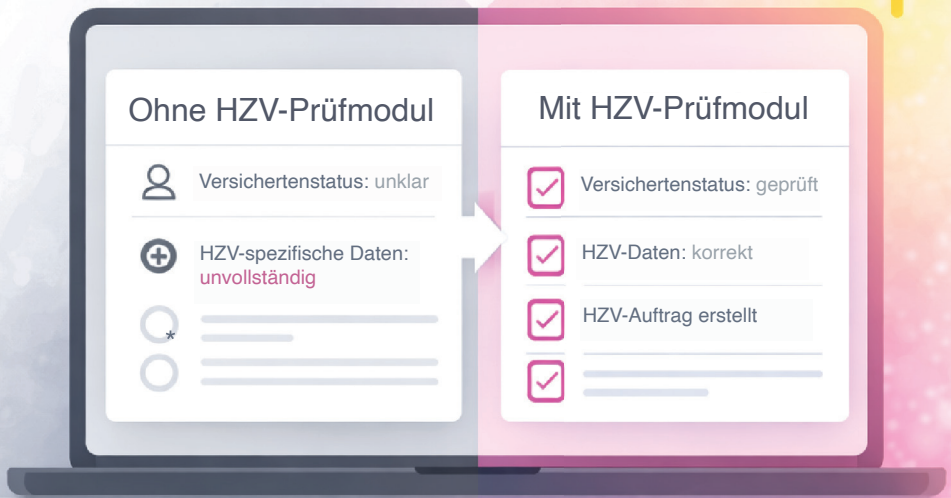 Ohne HZV-Prüfmodul
Versichertenstatus: unklar
HZV-spezifische Daten:
unvollständig
*
Mit HZV-Prüfmodul
Versichertenstatus: geprüft
HZV-Daten: korrekt
HZV-Auftrag erstellt